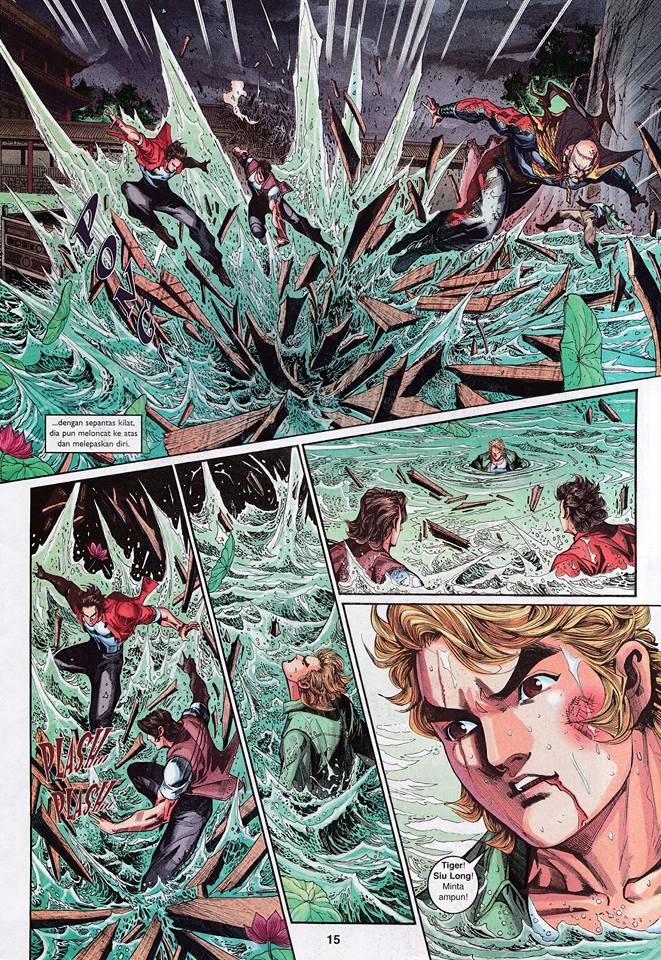 PONG!
...dengan sepantas kilat,
dia pun meloncat ke atas
dan melepaskan diri.
PLASH...
PLASH...
Tiger!
Siu Long!
Minta
ampun!
15